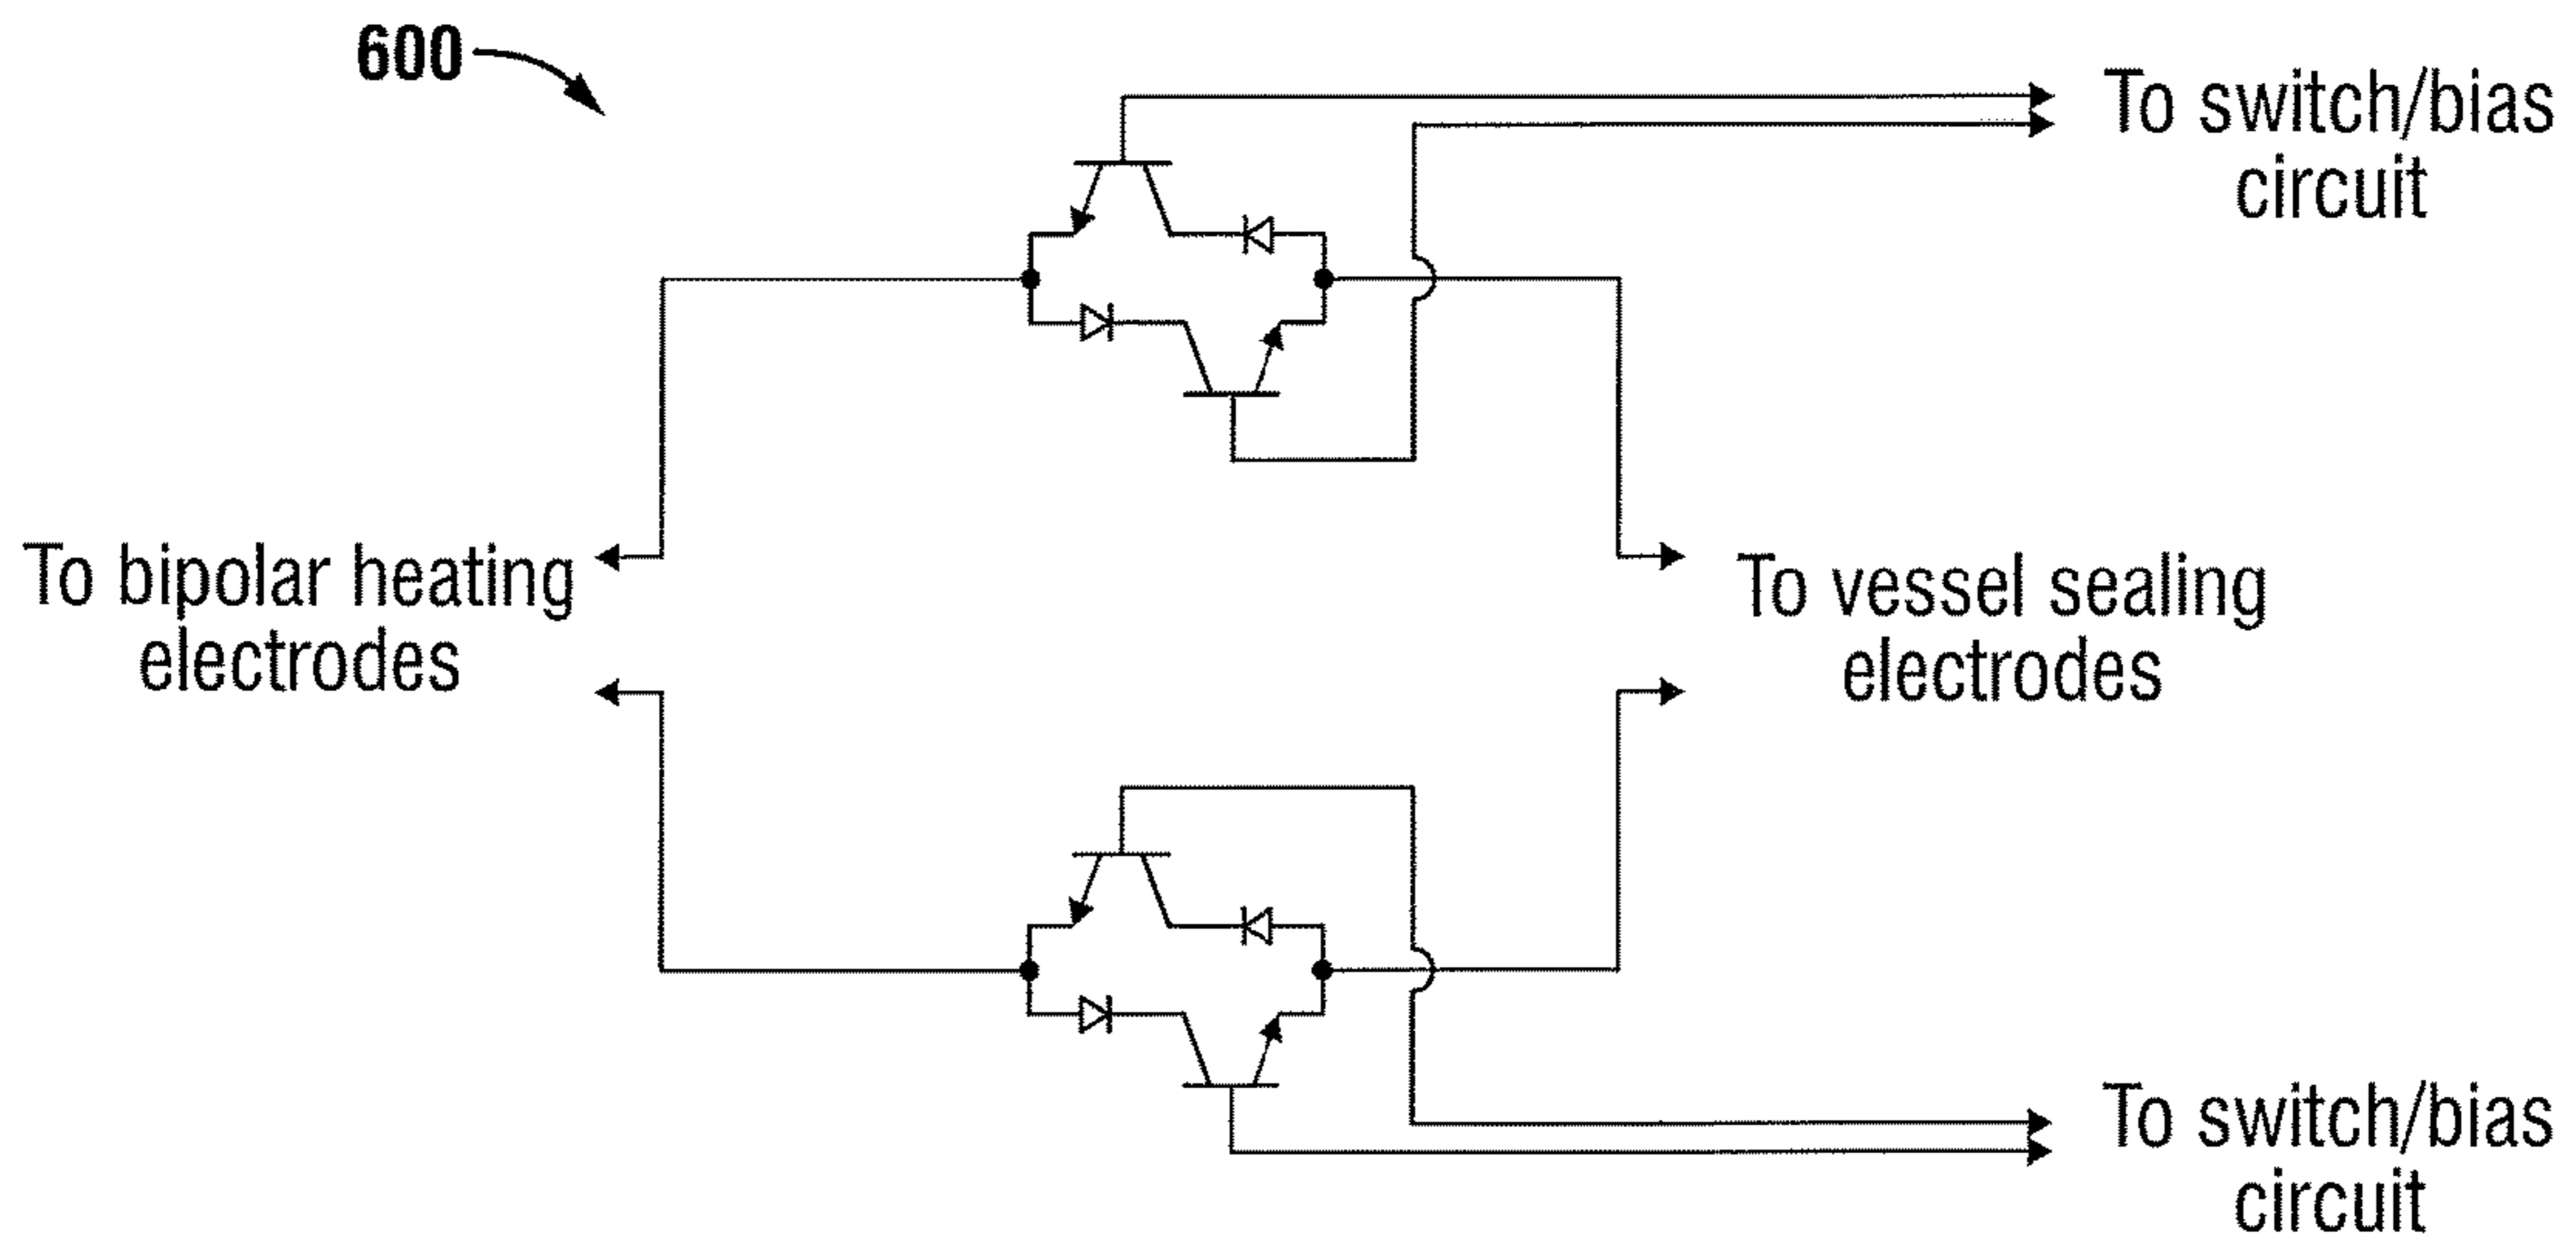 600
To switch/bias
circuit
To bipolar heating
electrodes
To vessel sealing
electrodes
To switch/bias
circuit